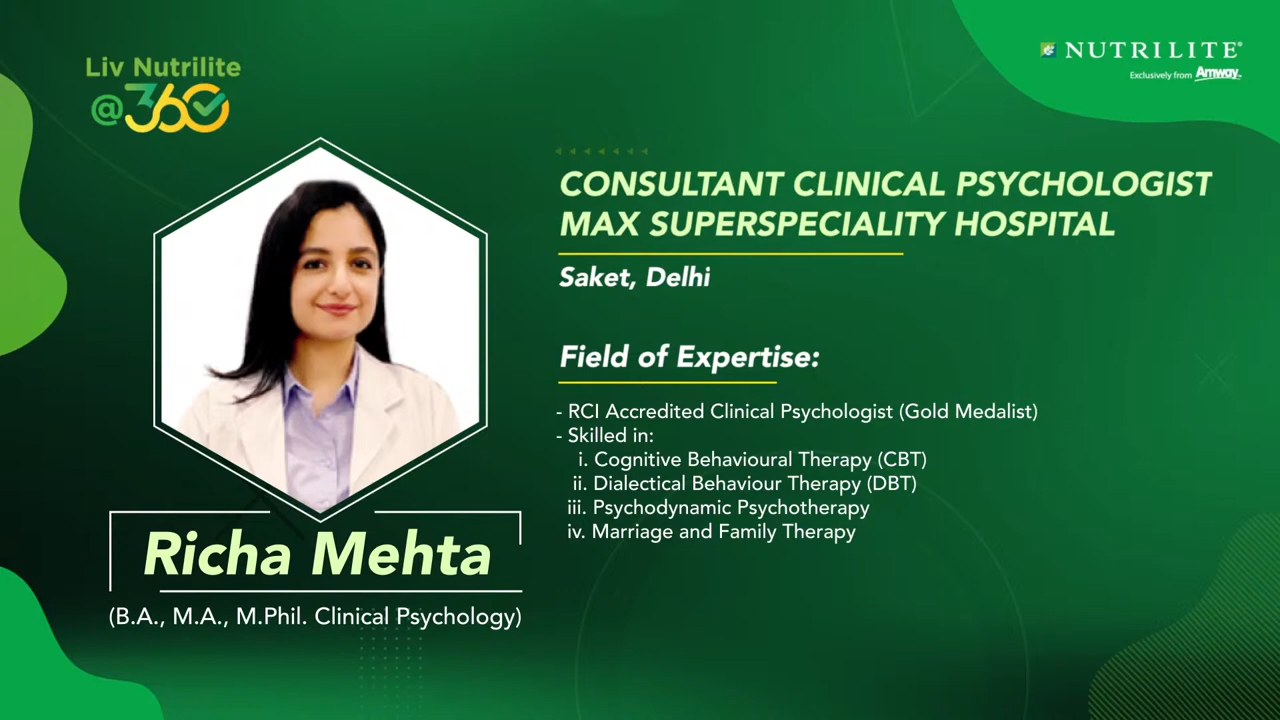 Liv Nutrilite
@360
NUTRILITE®
Exclusively from Amway
CONSULTANT CLINICAL PSYCHOLOGIST
MAX SUPERSPECIALITY HOSPITAL
Saket, Delhi
Field of Expertise:
- RCI Accredited Clinical Psychologist (Gold Medalist)
- Skilled in:
i. Cognitive Behavioural Therapy (CBT)
ii. Dialectical Behaviour Therapy (DBT)
iii. Psychodynamic Psychotherapy
iv. Marriage and Family Therapy
Richa Mehta
(B.A., M.A., M.Phil. Clinical Psychology)